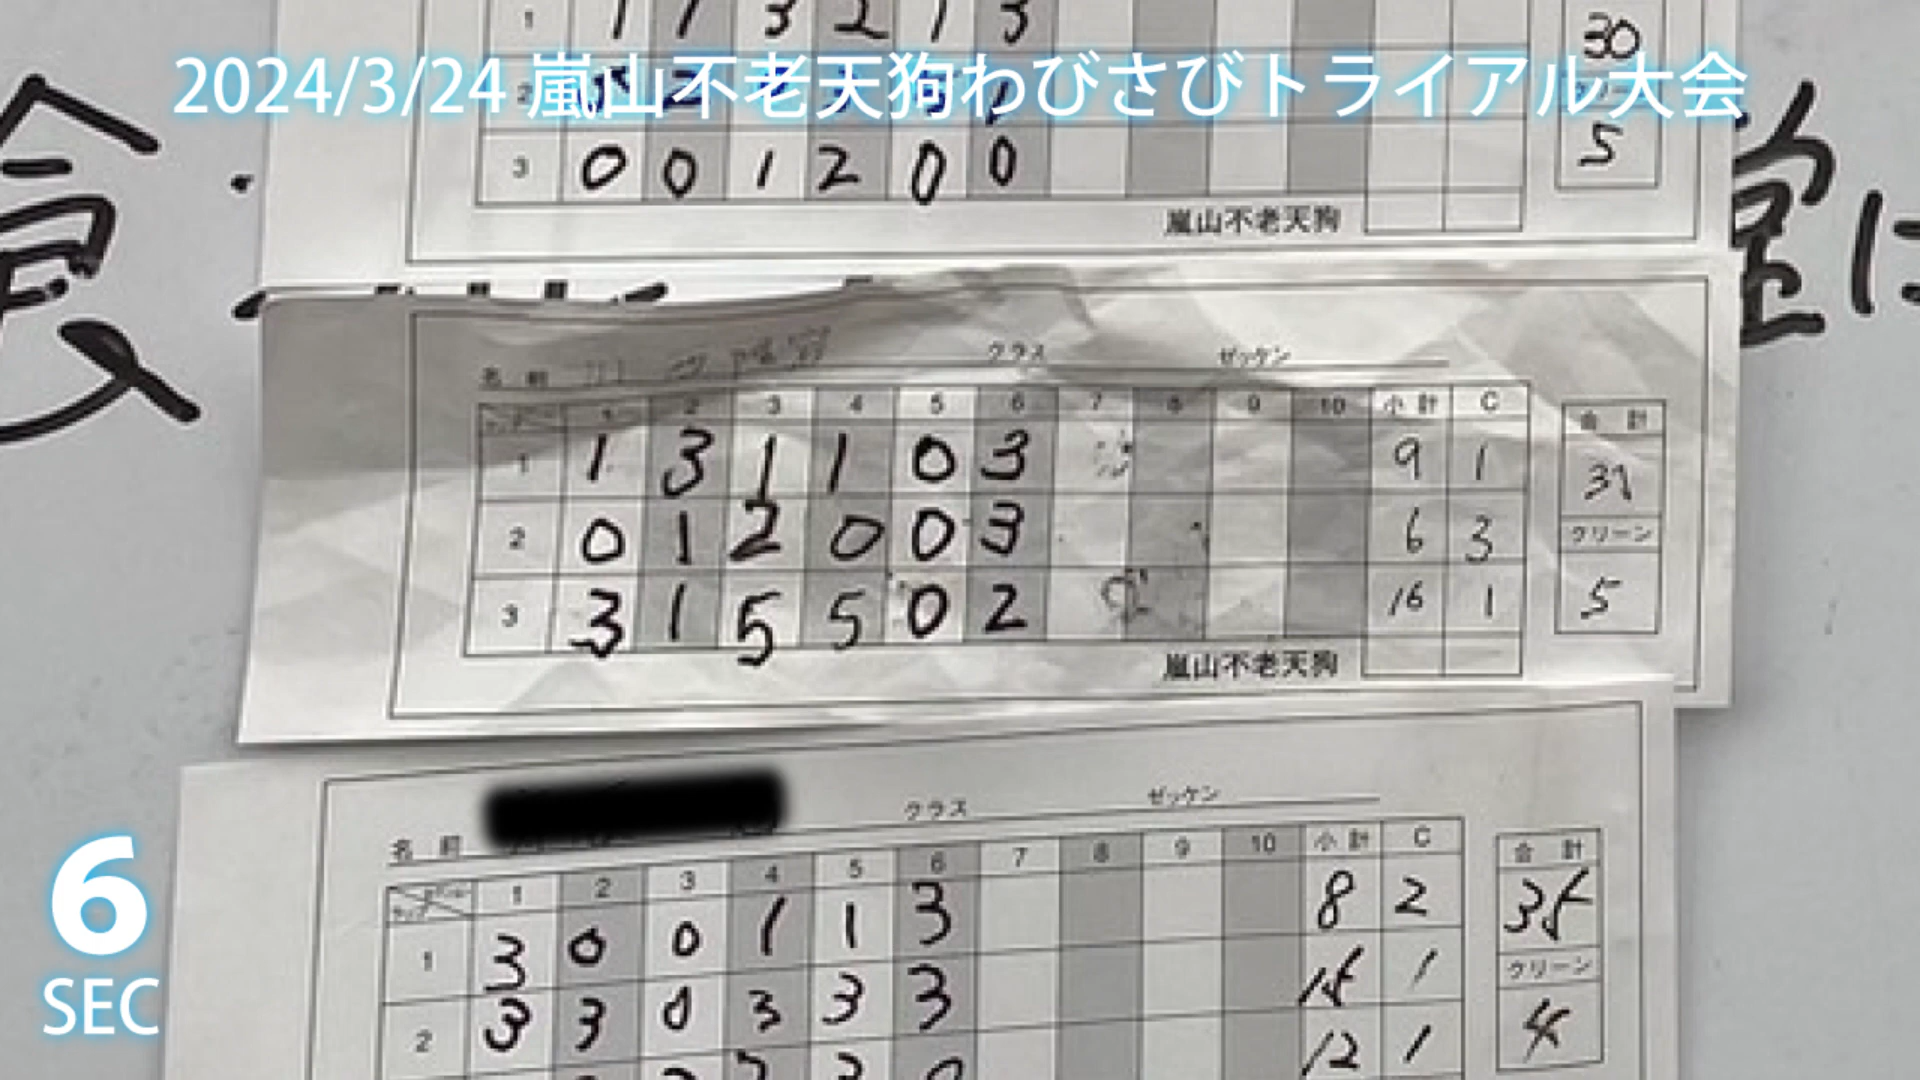 1 1 1 3 2 1 3 30
2024/3/24 嵐山不老天狗わびさびトライアル大会
3 0 0 1 2 0 0 5
嵐山不老天狗
名前 クラス ゼッケン
1 2 3 4 5 6 7 8 9 10 小計 C 合計
1 1 3 1 1 0 3 9 1 31
2 0 1 2 0 0 3 6 3 クリーン
3 3 1 5 5 0 2 16 1 5
嵐山不老天狗
名前 クラス ゼッケン
1 2 3 4 5 6 7 8 9 10 小計 C 合計
1 3 0 0 1 1 3 8 2 35
クリーン
2 3 3 0 3 3 3 15 1 4
12 1
6
SEC